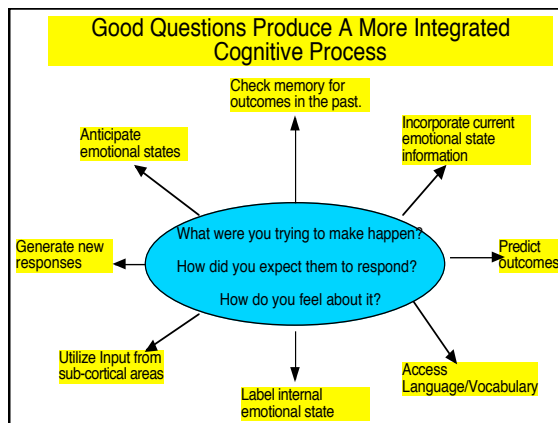 Good Questions Produce A More Integrated
Cognitive Process
Check memory for
outcomes in the past.
Anticipate
emotional states
Incorporate current
emotional state
information
What were you trying to make happen?
How did you expect them to respond?
How do you feel about it?
Generate new
responses
Predict
outcomes
Utilize Input from
sub-cortical areas
Label internal
emotional state
Access
Language/Vocabulary